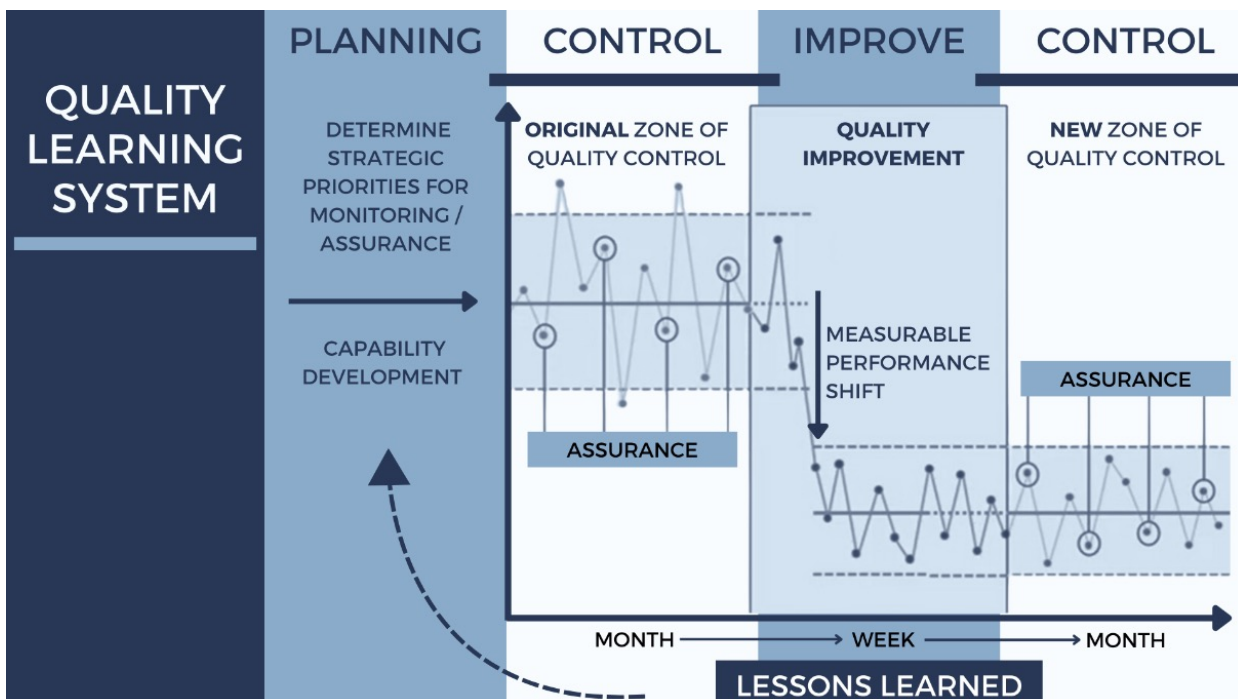 QUALITY
LEARNING
SYSTEM
PLANNING
DETERMINE
STRATEGIC
PRIORITIES FOR
MONITORING /
ASSURANCE
CAPABILITY
DEVELOPMENT
CONTROL
ORIGINAL ZONE OF
QUALITY CONTROL
ASSURANCE
IMPROVE
QUALITY
IMPROVEMENT
MEASURABLE
PERFORMANCE
SHIFT
CONTROL
NEW ZONE OF
QUALITY CONTROL
ASSURANCE
MONTH
WEEK
MONTH
LESSONS LEARNED